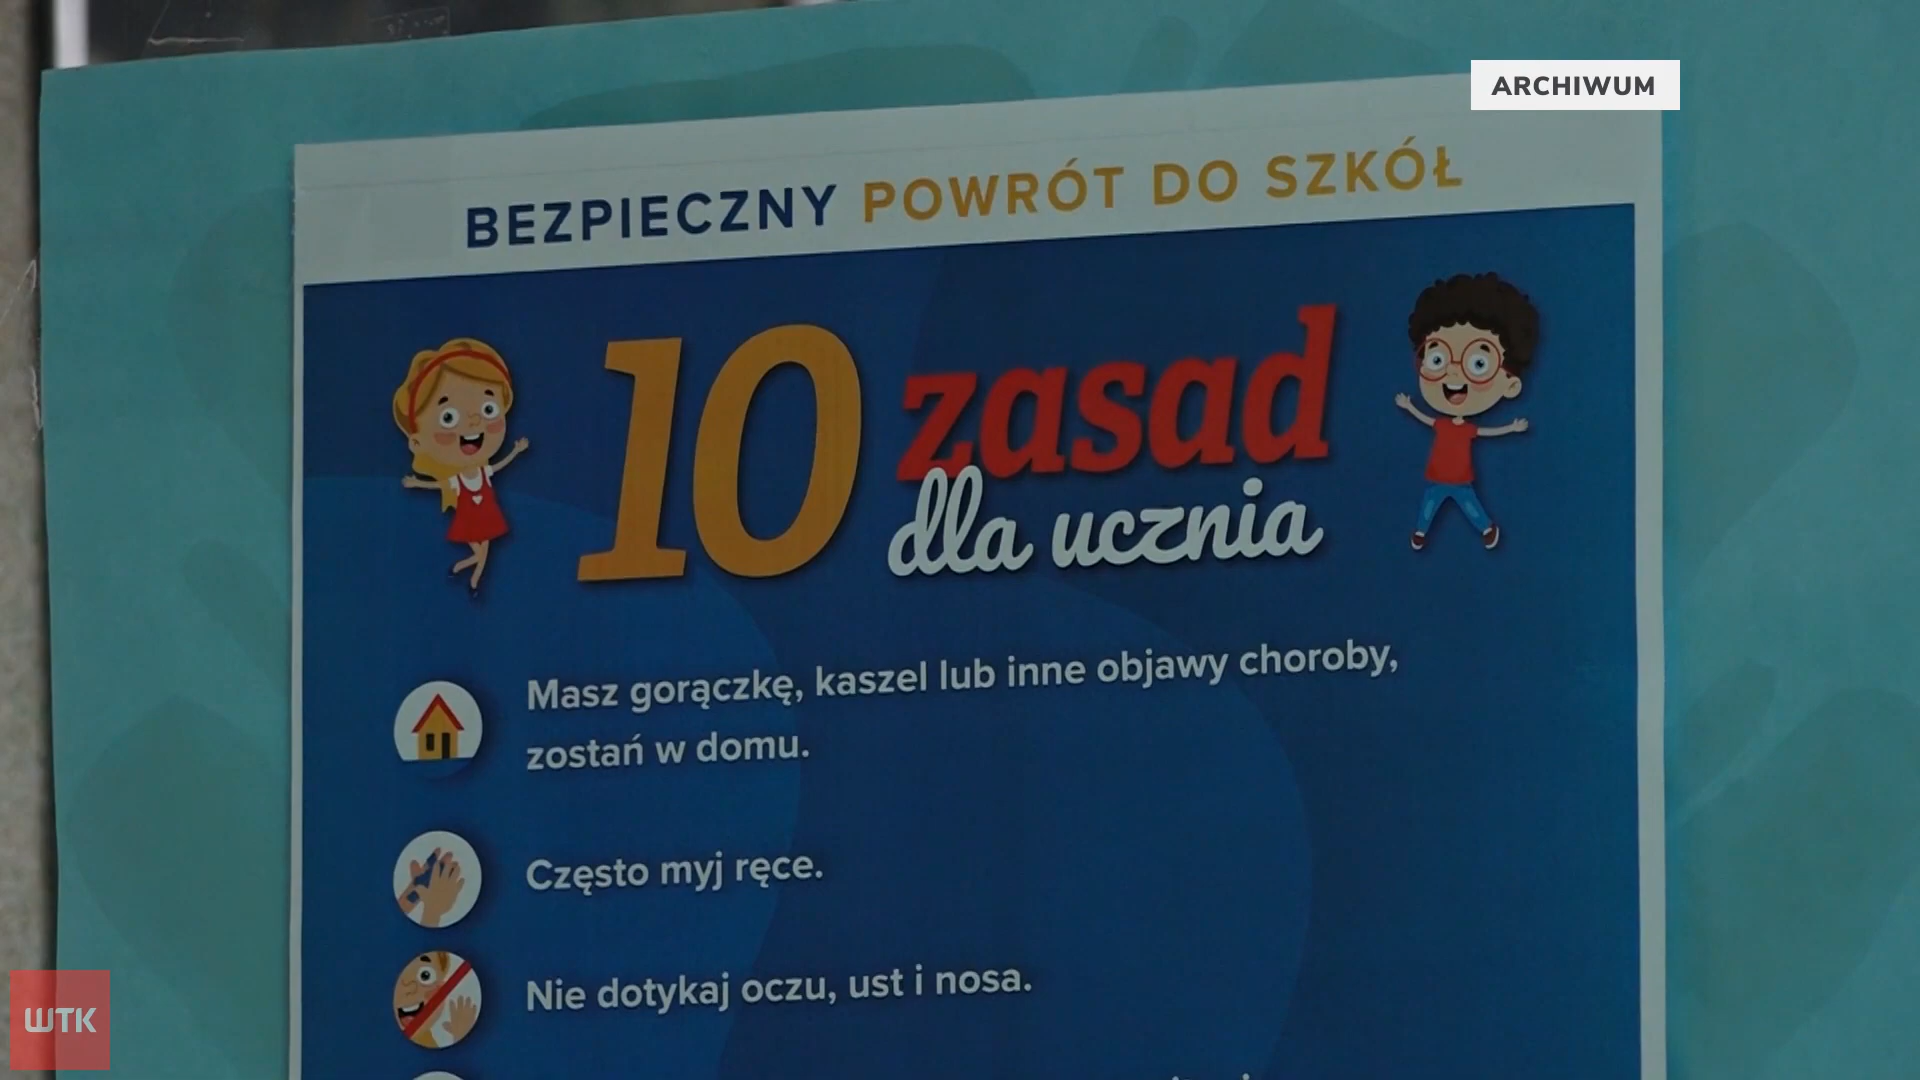 ARCHIWUM
BEZPIECZNY POWRÓT DO SZKÓŁ
10 zasad
dla ucznia
Masz gorączkę, kaszel lub inne objawy choroby,
zostań w domu.
Często myj ręce.
Nie dotykaj oczu, ust i nosa.
WTK